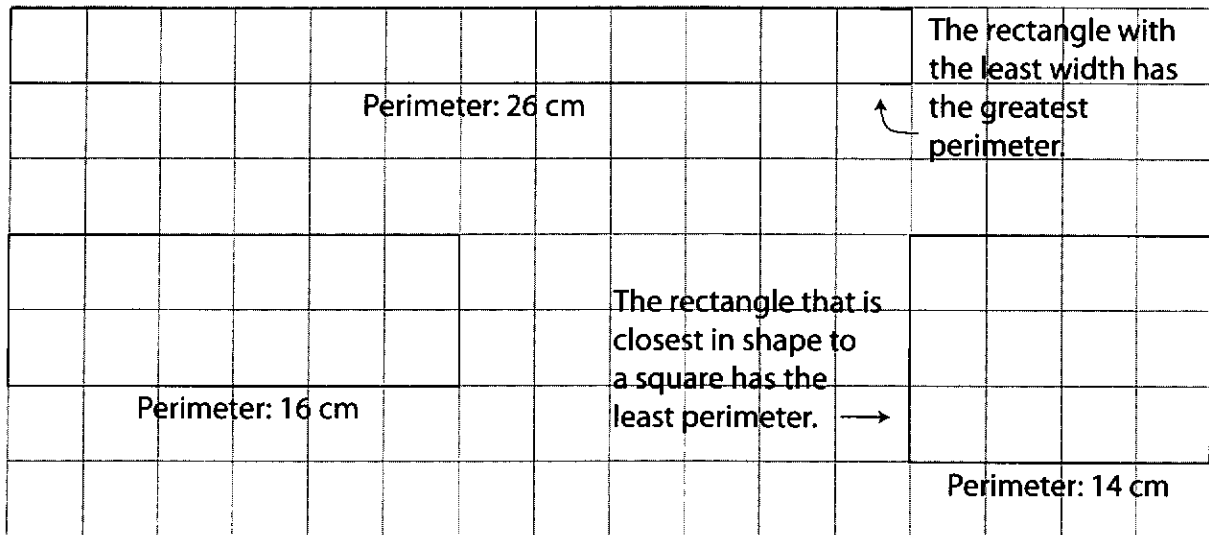 The rectangle with
the least width has
the greatest
perimeter.
Perimeter: 26 cm
The rectangle that is
closest in shape to
a square has the
least perimeter.
Perimeter: 16 cm
Perimeter: 14 cm